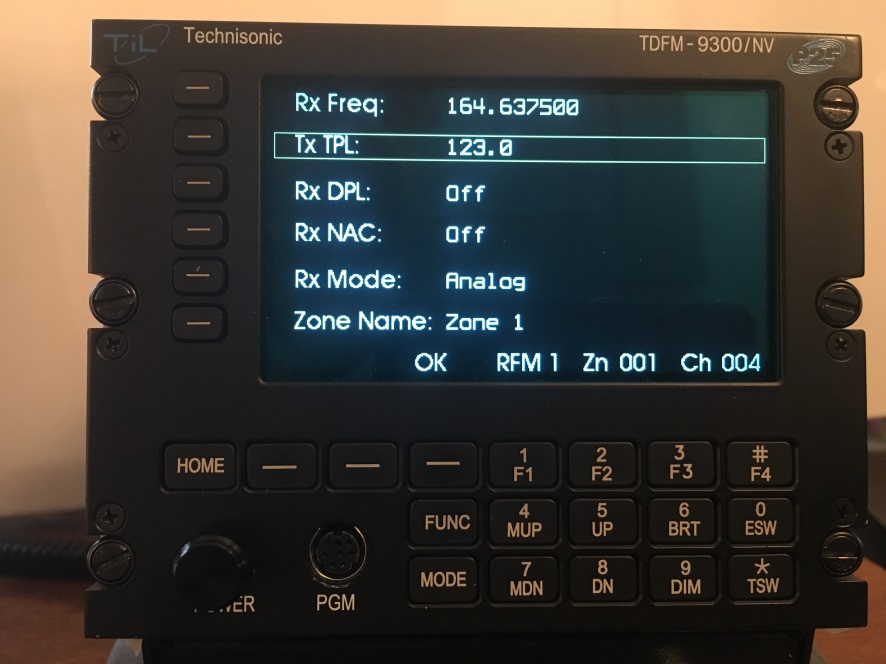 TiL Technisonic TDFM - 9300/NV P25
Rx Freq: 164.637500
Tx TPL: 123.0
Rx DPL: Off
Rx NAC: Off
Rx Mode: Analog
Zone Name: Zone 1
OK RFM 1 Zn 001 Ch 004
HOME 1 F1 2 F2 3 F3 # F4
FUNC 4 MUP 5 UP 6 BRT 0 ESW
MODE 7 MDN 8 DN 9 DIM * TSW
POWER PGM